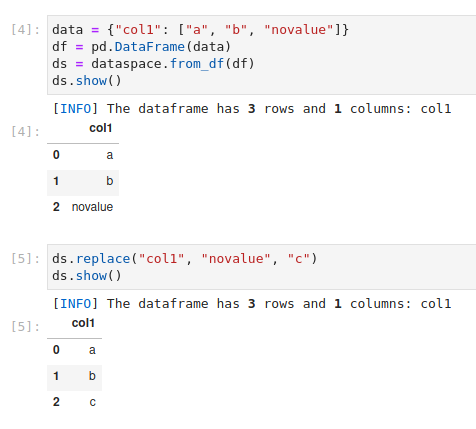 [4]: data = {"col1": ["a", "b", "novalue"]}
df = pd.DataFrame(data)
ds = dataspace.from_df(df)
ds.show()
[INFO] The dataframe has 3 rows and 1 columns: col1
[4]: col1
0 a
1 b
2 novalue
[5]: ds.replace("col1", "novalue", "c")
ds.show()
[INFO] The dataframe has 3 rows and 1 columns: col1
[5]: col1
0 a
1 b
2 c